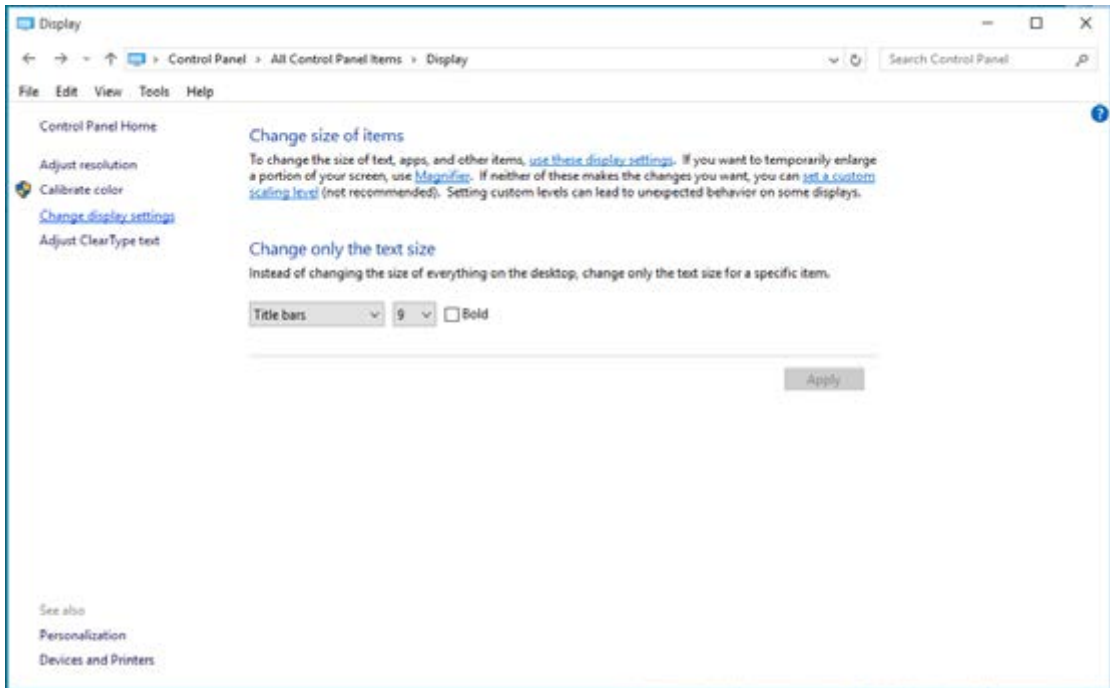 Display
Control Panel > All Control Panel Items > Display
Search Control Panel
File Edit View Tools Help
Control Panel Home
Adjust resolution
Calibrate color
Change display settings
Adjust ClearType text
Change size of items
To change the size of text, apps, and other items, use these display settings. If you want to temporarily enlarge
a portion of your screen, use Magnifier. If neither of these makes the changes you want, you can set a custom
scaling level (not recommended). Setting custom levels can lead to unexpected behavior on some displays.
Change only the text size
Instead of changing the size of everything on the desktop, change only the text size for a specific item.
Title bars 9 Bold
Apply
See also
Personalization
Devices and Printers